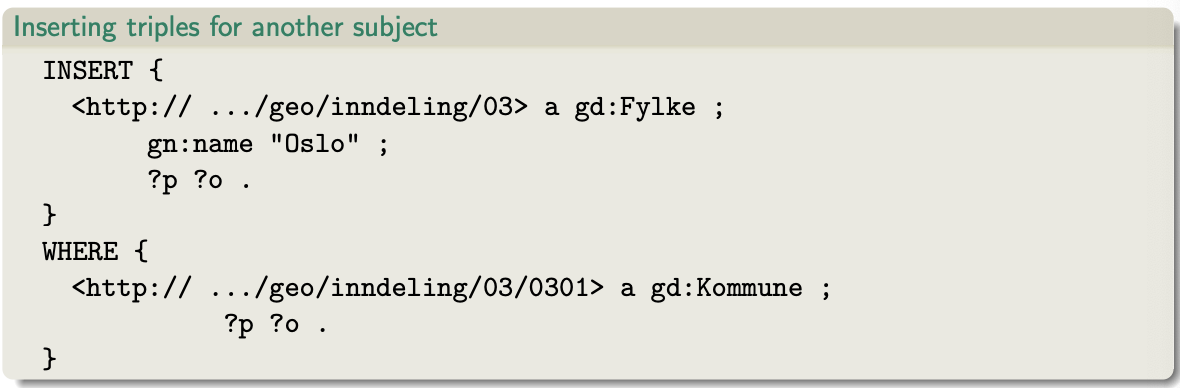 Inserting triples for another subject
INSERT {
<http:// .../geo/inndeling/03> a gd:Fylke ;
gn:name "Oslo" ;
?p ?o .
}
WHERE {
<http:// .../geo/inndeling/03/0301> a gd:Kommune ;
?p ?o .
}